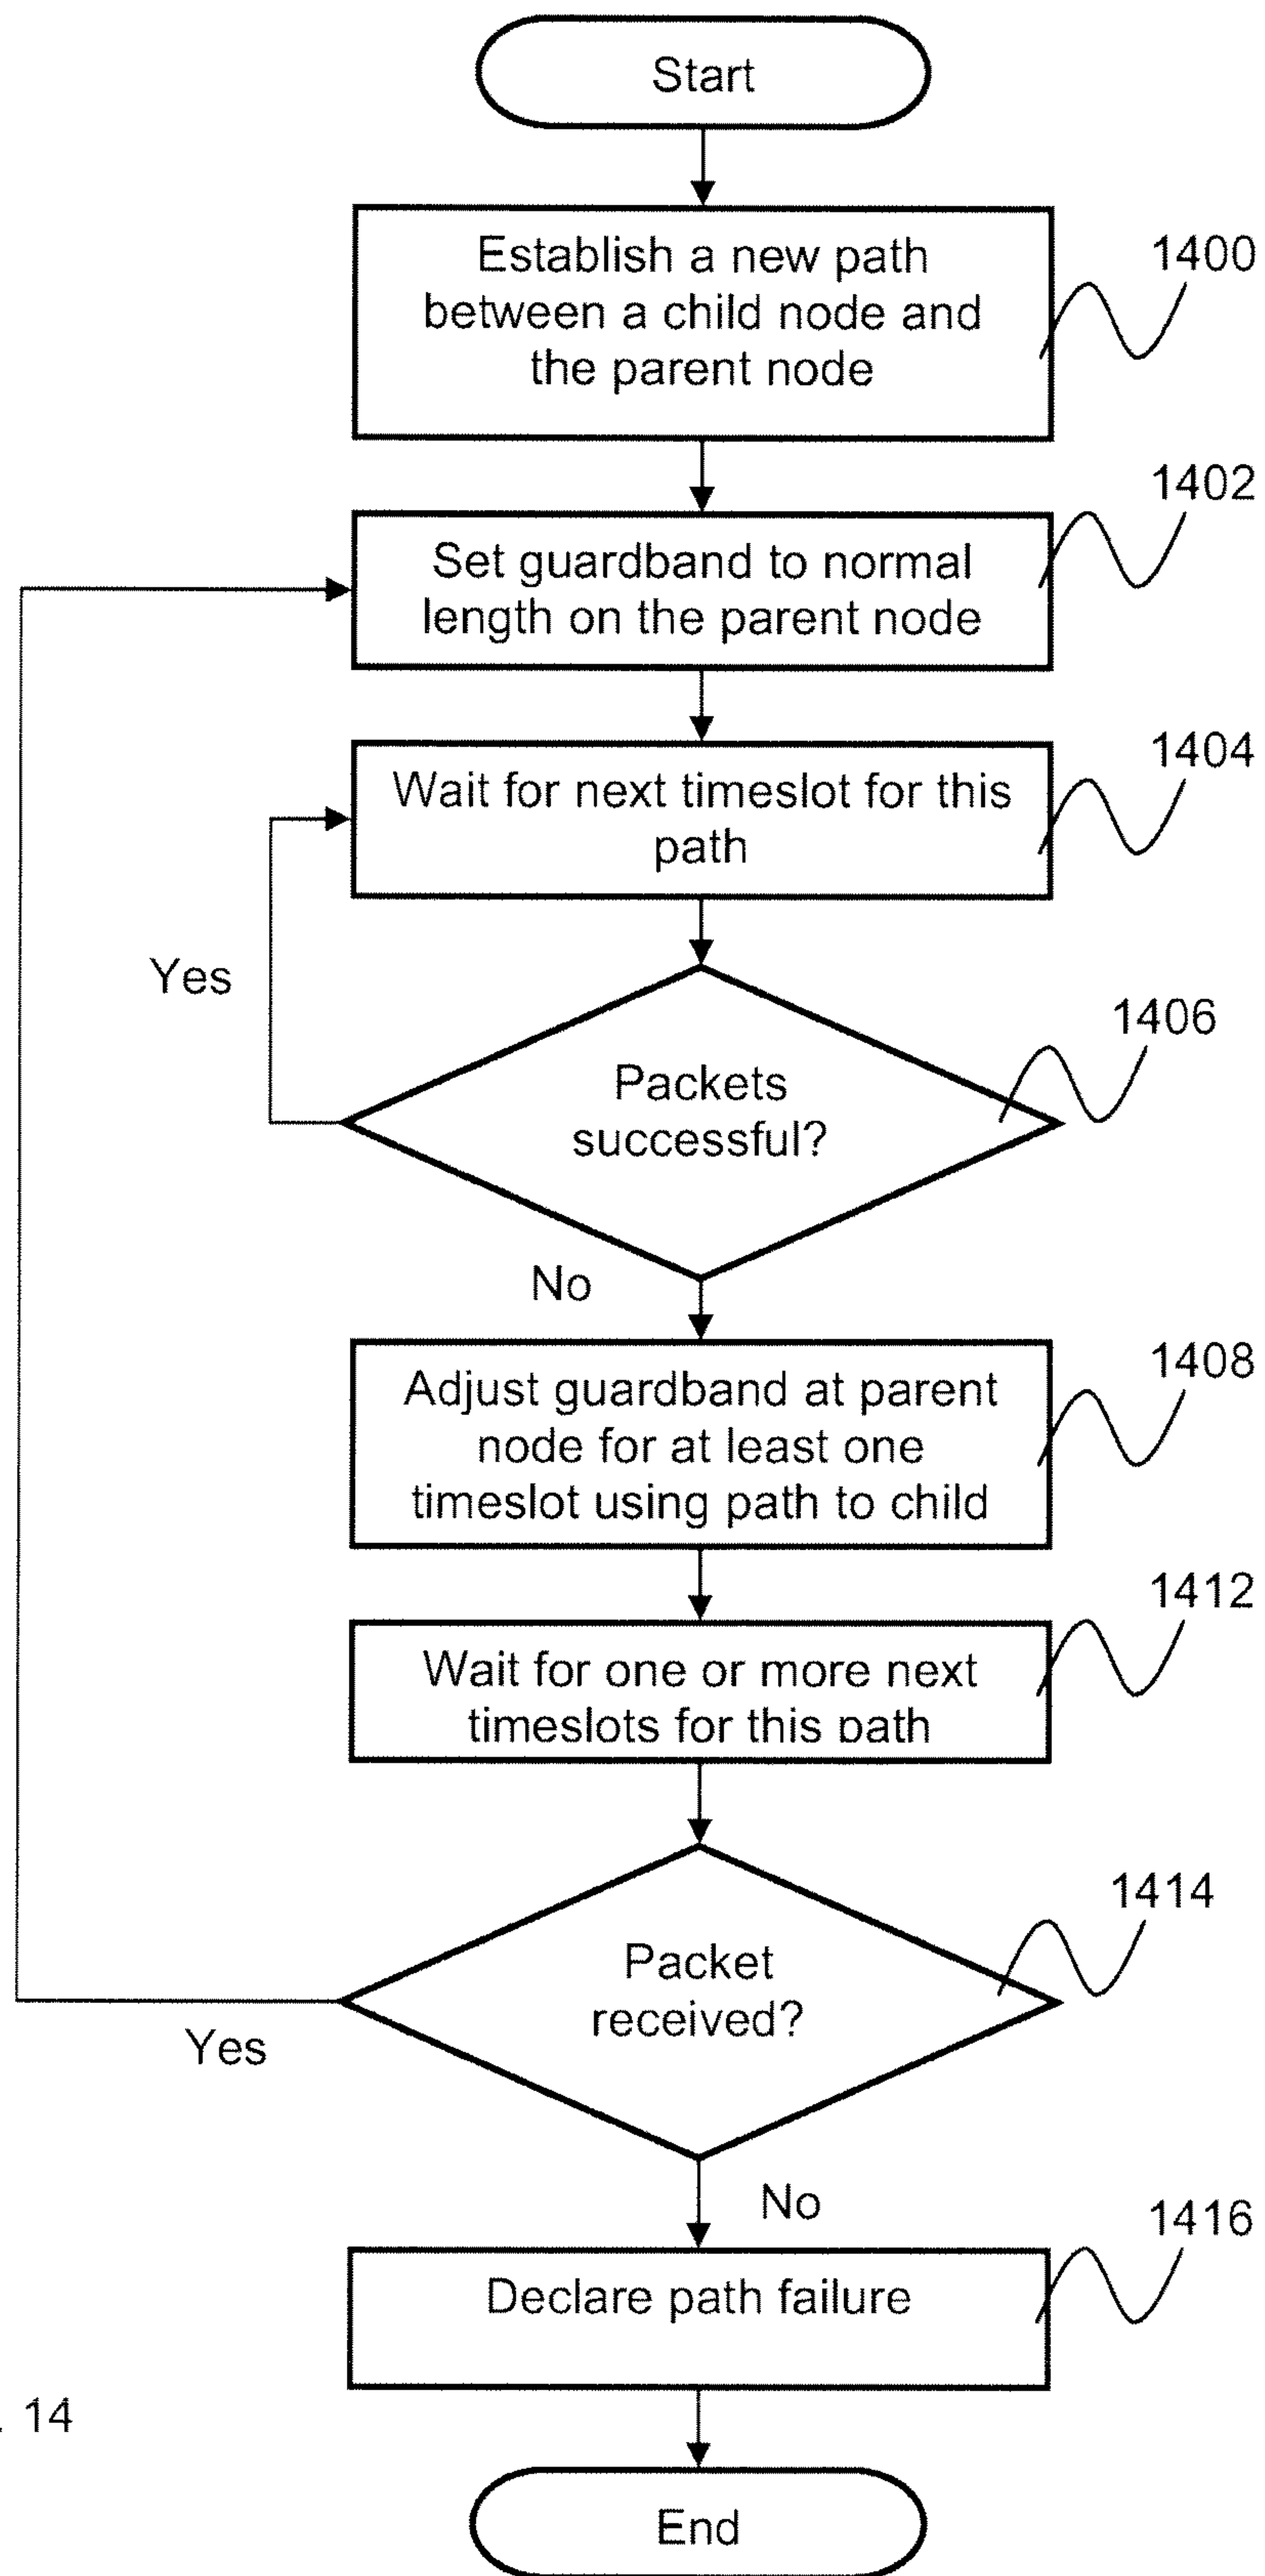 Start
Establish a new path
between a child node and
the parent node
1400
Set guardband to normal
length on the parent node
1402
Wait for next timeslot for this
path
1404
Yes
Packets
successful?
1406
No
Adjust guardband at parent
node for at least one
timeslot using path to child
1408
Wait for one or more next
timeslots for this path
1412
Packet
received?
1414
Yes
No
Declare path failure
1416
. 14
End